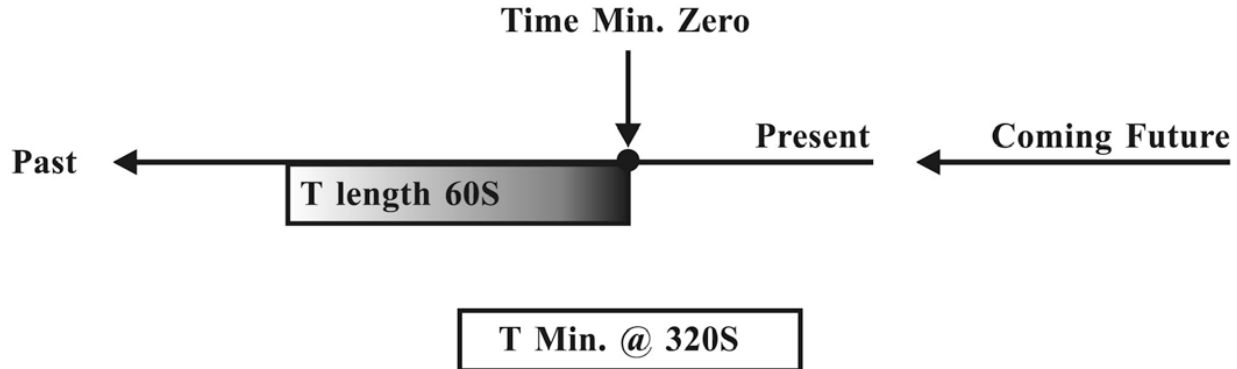 Time Min. Zero
Past
Present
Coming Future
T length 60S
T Min. @ 320S